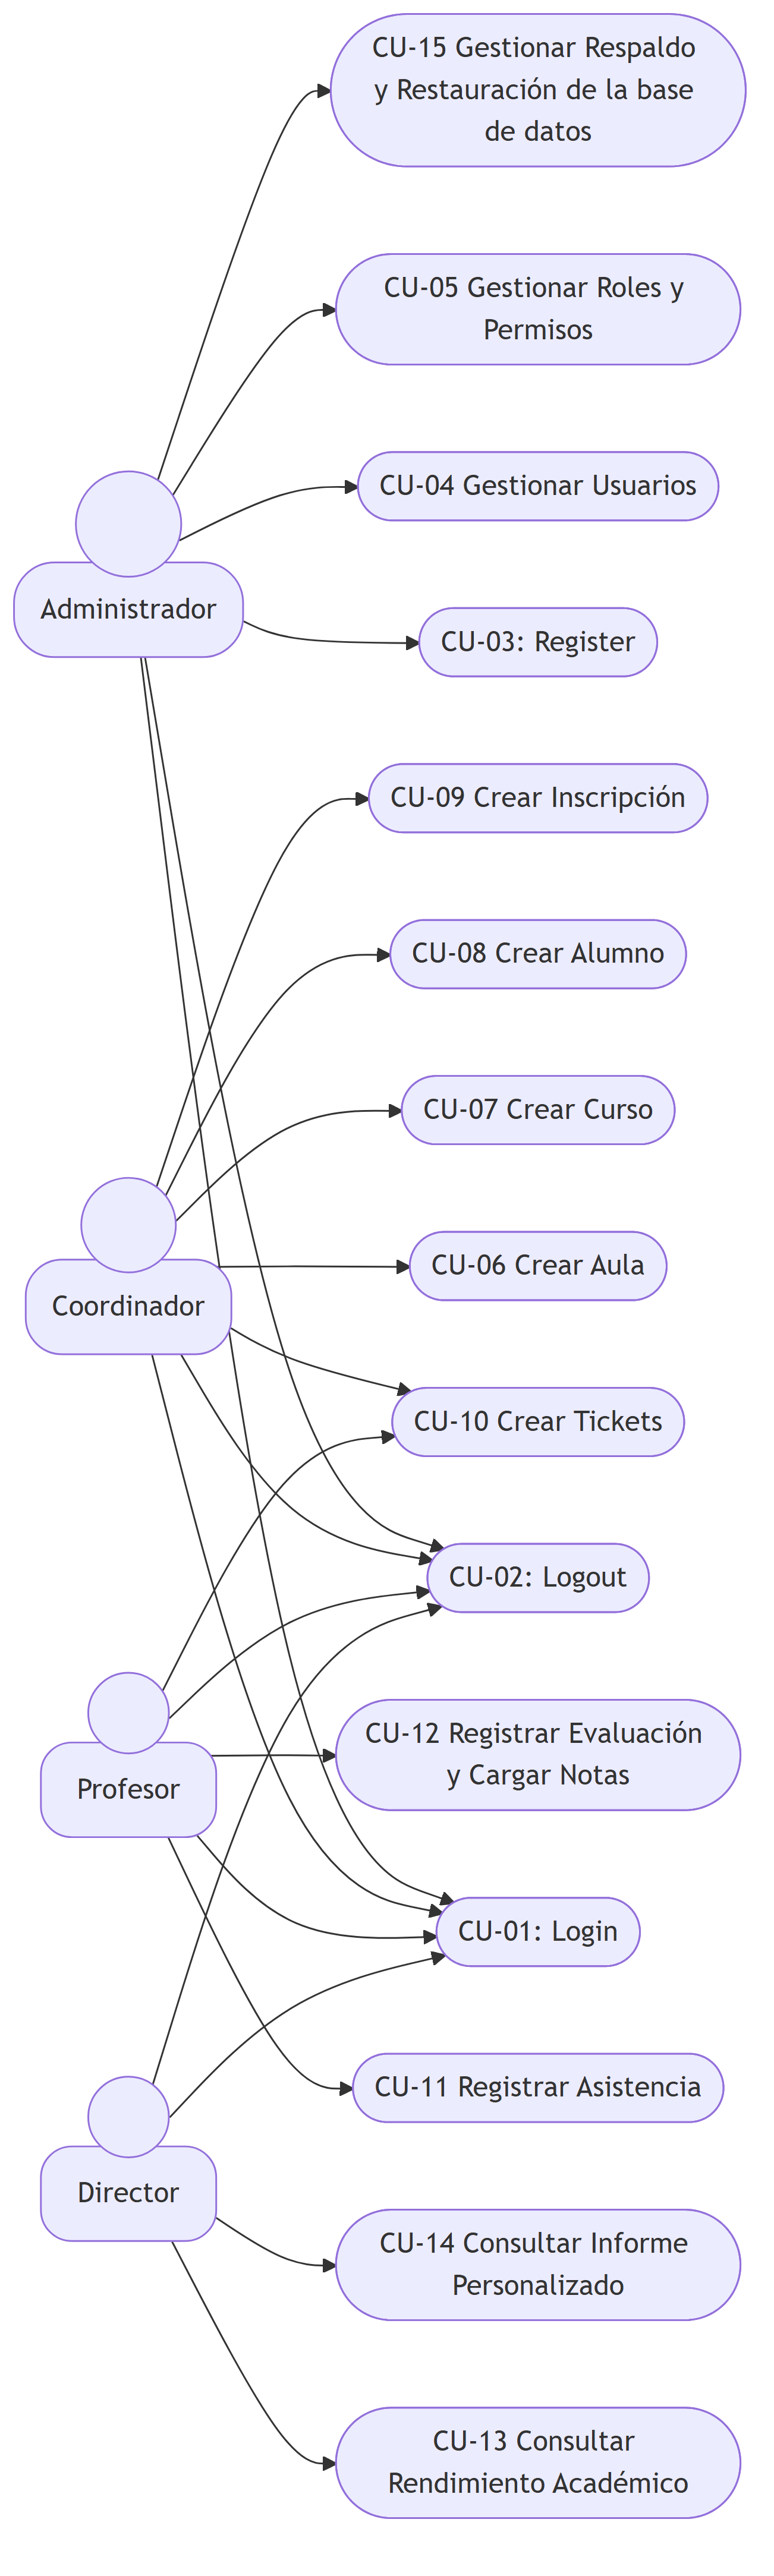 CU-15 Gestionar Respaldo
y Restauración de la base
de datos
CU-05 Gestionar Roles y
Permisos
CU-04 Gestionar Usuarios
Administrador
CU-03: Register
CU-09 Crear Inscripción
CU-08 Crear Alumno
CU-07 Crear Curso
CU-06 Crear Aula
Coordinador
CU-10 Crear Tickets
CU-02: Logout
CU-12 Registrar Evaluación
y Cargar Notas
Profesor
CU-01: Login
CU-11 Registrar Asistencia
Director
CU-14 Consultar Informe
Personalizado
CU-13 Consultar
Rendimiento Académico